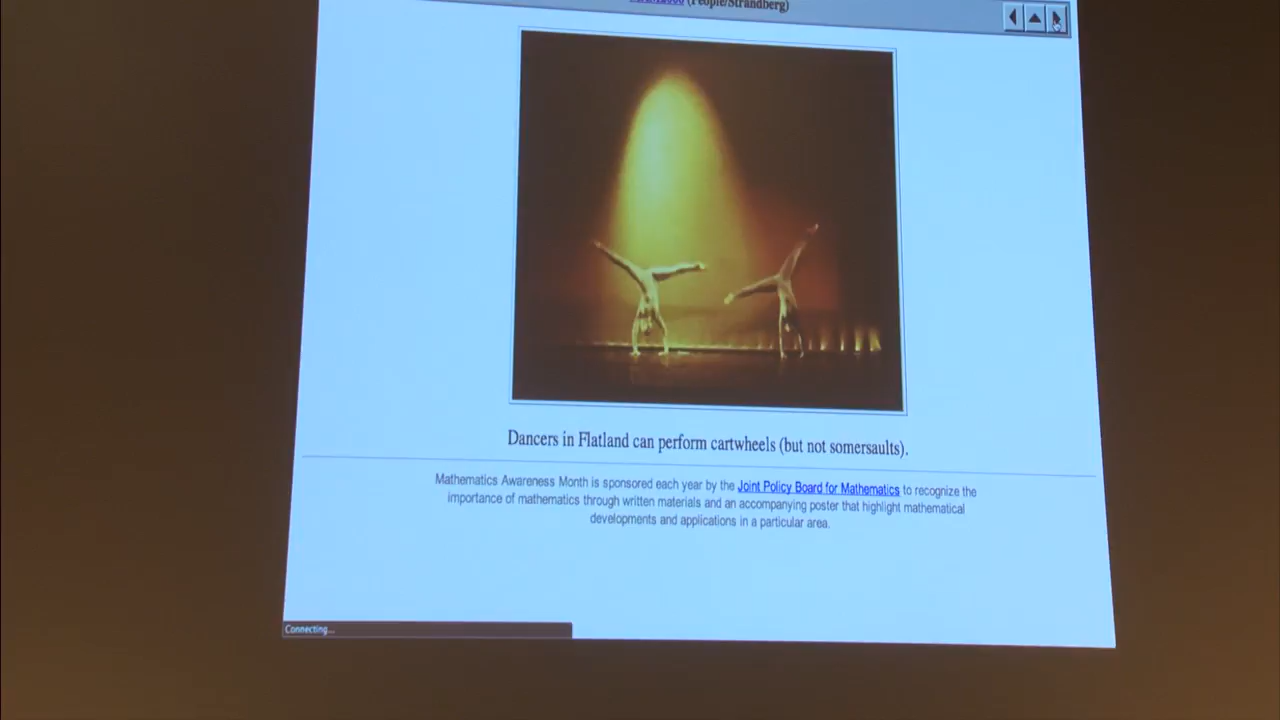 (People/Strandberg)
Dancers in Flatland can perform cartwheels (but not somersaults).
Mathematics Awareness Month is sponsored each year by the Joint Policy Board for Mathematics to recognize the
importance of mathematics through written materials and an accompanying poster that highlight mathematical
developments and applications in a particular area.
Connecting...